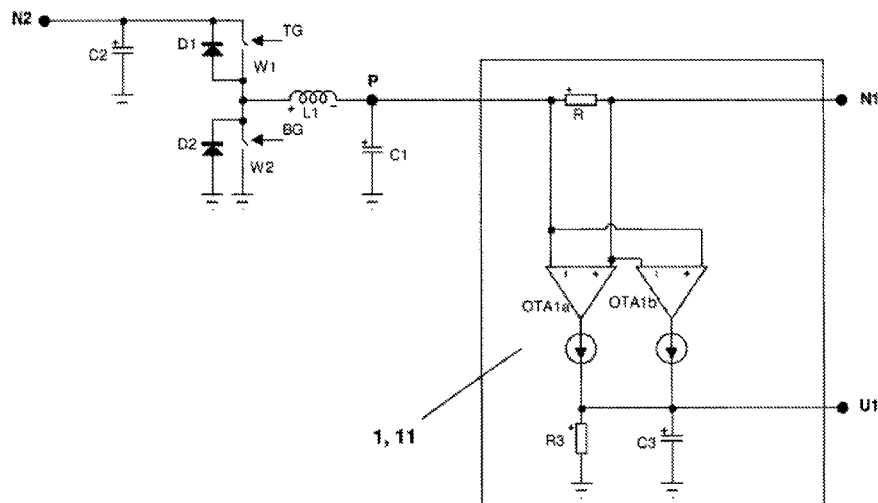 N2
D1
TG
C2
W1
P
N1
L1
R
BG
D2
C1
W2
- +
- +
OTA1a
OTA1b
1, 11
U1
R3
C3